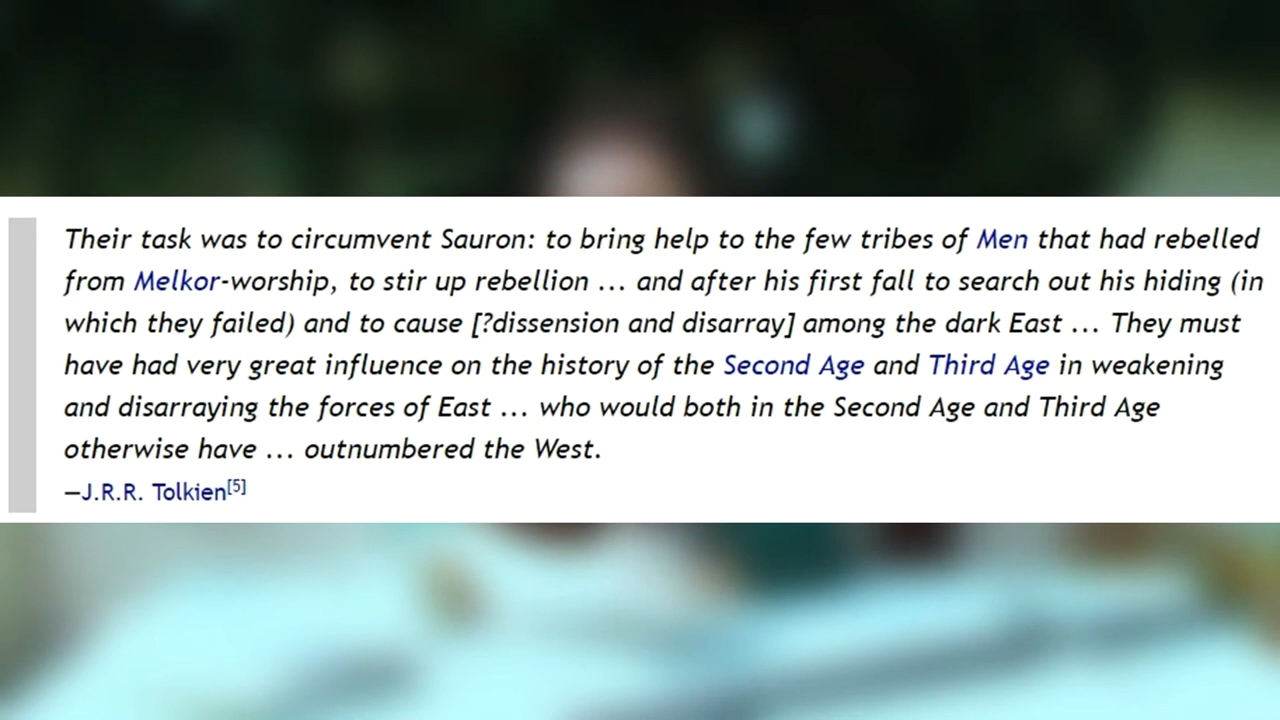 Their task was to circumvent Sauron: to bring help to the few tribes of Men that had rebelled
from Melkor-worship, to stir up rebellion ... and after his first fall to search out his hiding (in
which they failed) and to cause [?dissension and disarray] among the dark East ... They must
have had very great influence on the history of the Second Age and Third Age in weakening
and disarraying the forces of East ... who would both in the Second Age and Third Age
otherwise have ... outnumbered the West.
—J.R.R. Tolkien[5]